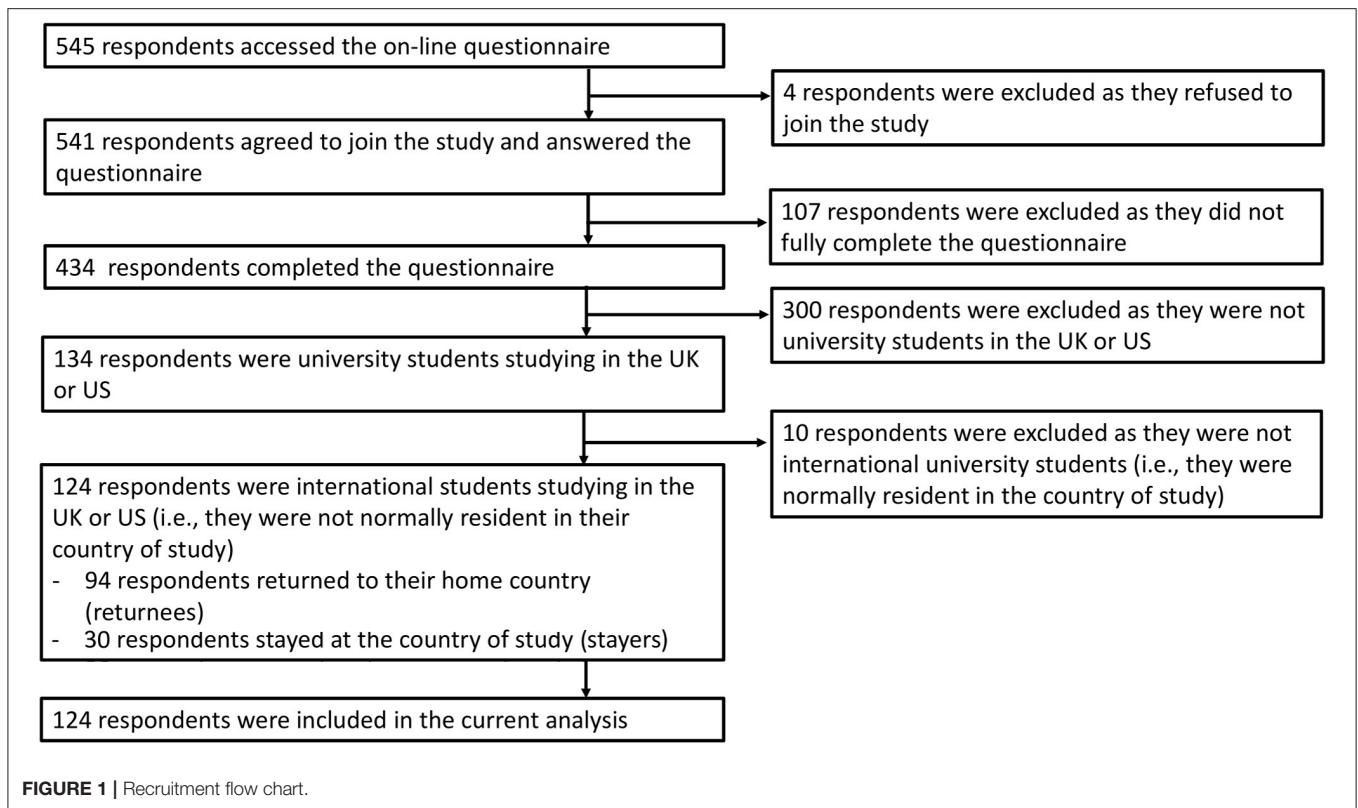 545 respondents accessed the on-line questionnaire
4 respondents were excluded as they refused to
join the study
541 respondents agreed to join the study and answered the
questionnaire
107 respondents were excluded as they did not
fully complete the questionnaire
434 respondents completed the questionnaire
300 respondents were excluded as they were not
university students in the UK or US
134 respondents were university students studying in the UK
or US
10 respondents were excluded as they were not
international university students (i.e., they were
normally resident in the country of study)
124 respondents were international students studying in the
UK or US (i.e., they were not normally resident in their
country of study)
- 94 respondents returned to their home country
(returnees)
- 30 respondents stayed at the country of study (stayers)
124 respondents were included in the current analysis
FIGURE 1 | Recruitment flow chart.